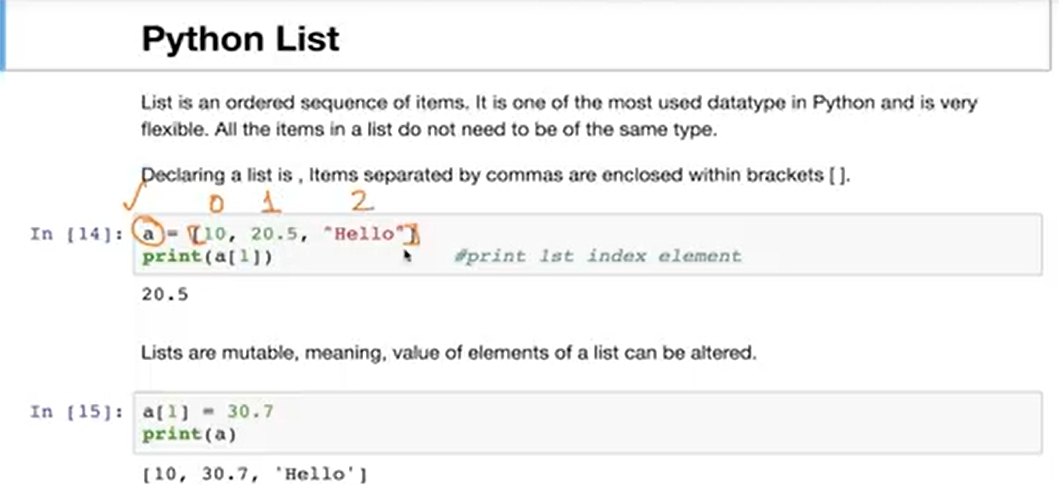 Python List
List is an ordered sequence of items. It is one of the most used datatype in Python and is very
flexible. All the items in a list do not need to be of the same type.
Declaring a list is , Items separated by commas are enclosed within brackets [ ].
0 1 2
In [14]: a = [10, 20.5, "Hello"]
print(a[1]) #print 1st index element
20.5
Lists are mutable, meaning, value of elements of a list can be altered.
In [15]: a[1] = 30.7
print(a)
[10, 30.7, 'Hello']